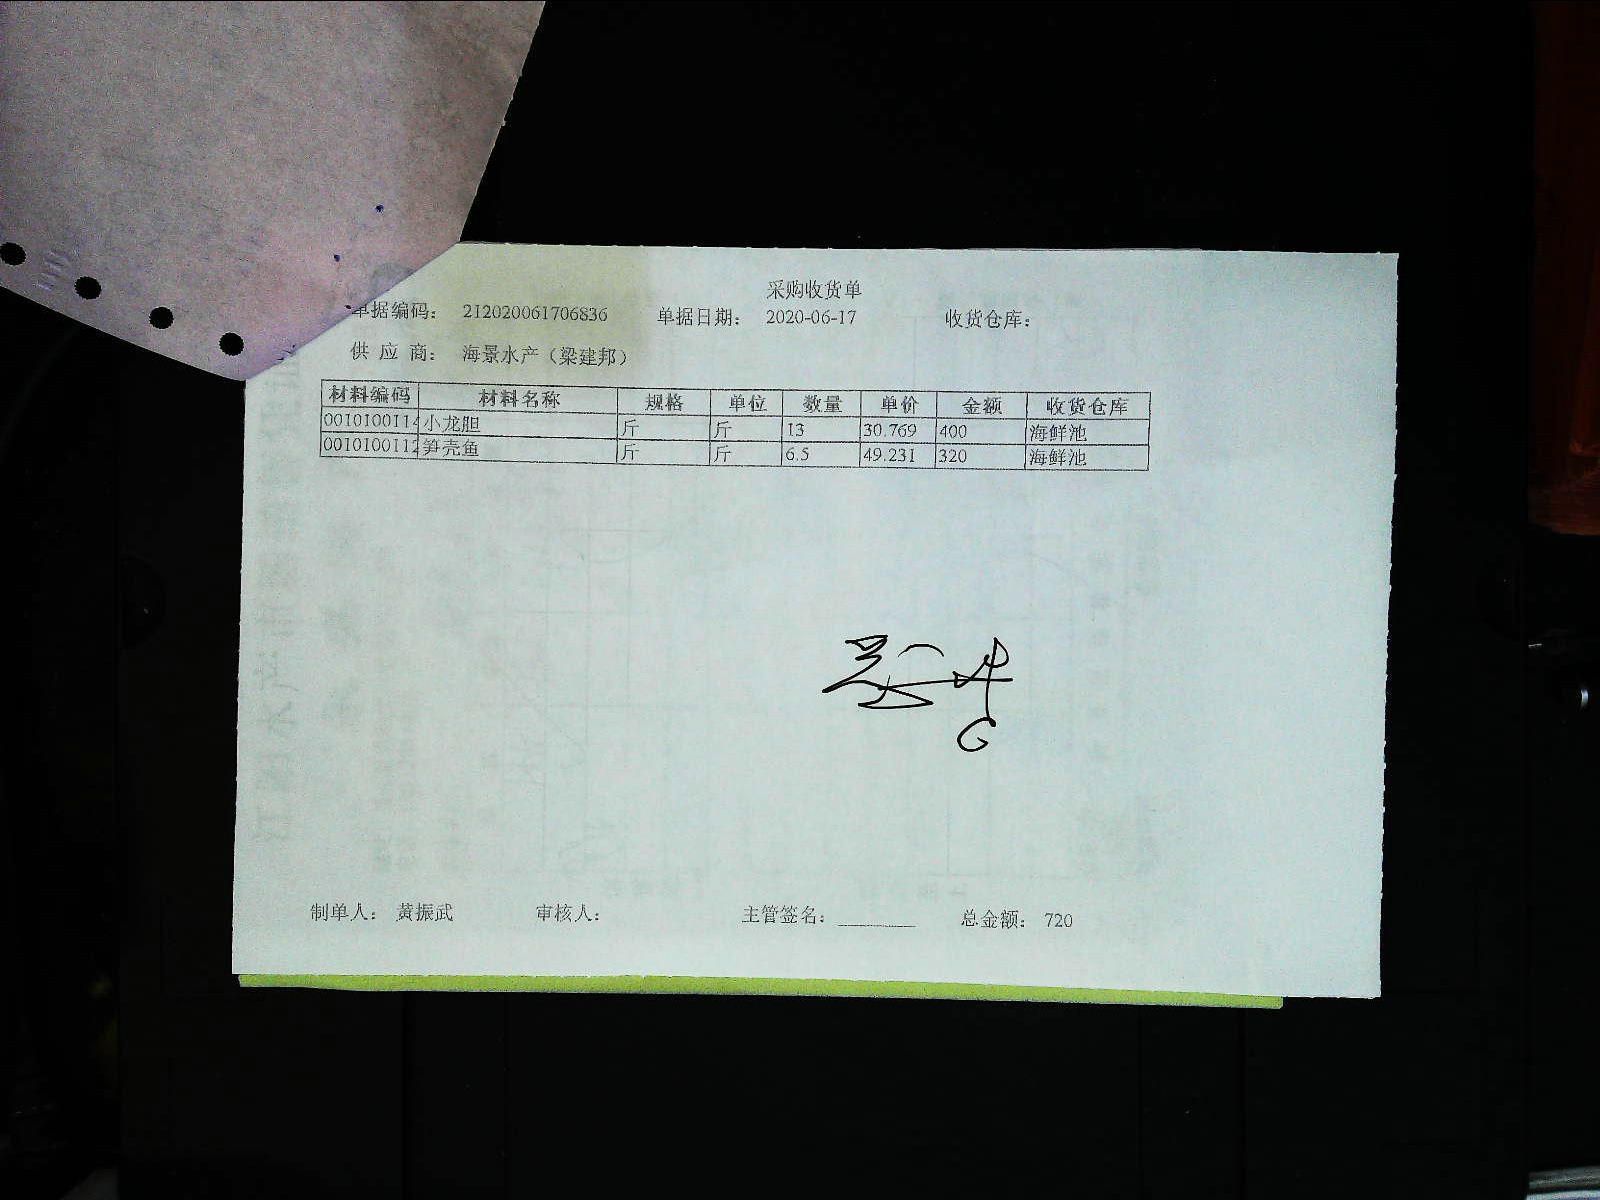 采购收货单
单据编码： 212020061706836 单据日期： 2020-06-17 收货仓库：
供 应 商： 海景水产（梁建邦）
材料编码 材料名称 规格 单位 数量 单价 金额 收货仓库
0010100114 小龙胆 斤 斤 13 30.769 400 海鲜池
0010100112 笋壳鱼 斤 斤 6.5 49.231 320 海鲜池
制单人： 黄振武 审核人： 主管签名： 总金额： 720